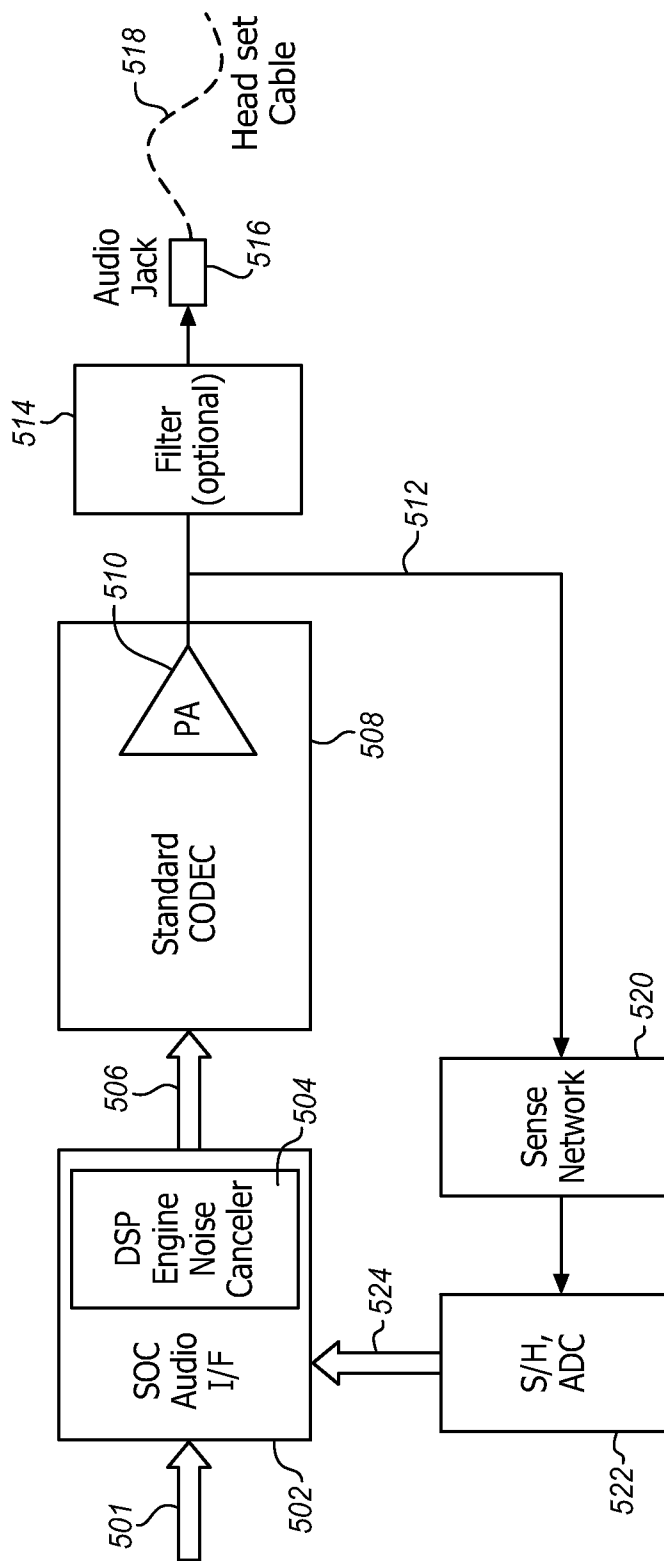 501
SOC
Audio
I/F
502
DSP
Engine
Noise
Canceler
504
506
Standard
CODEC
PA
510
508
512
Filter
(optional)
514
Audio
Jack
516
518
Head set
Cable
Sense
Network
520
S/H,
ADC
522
524